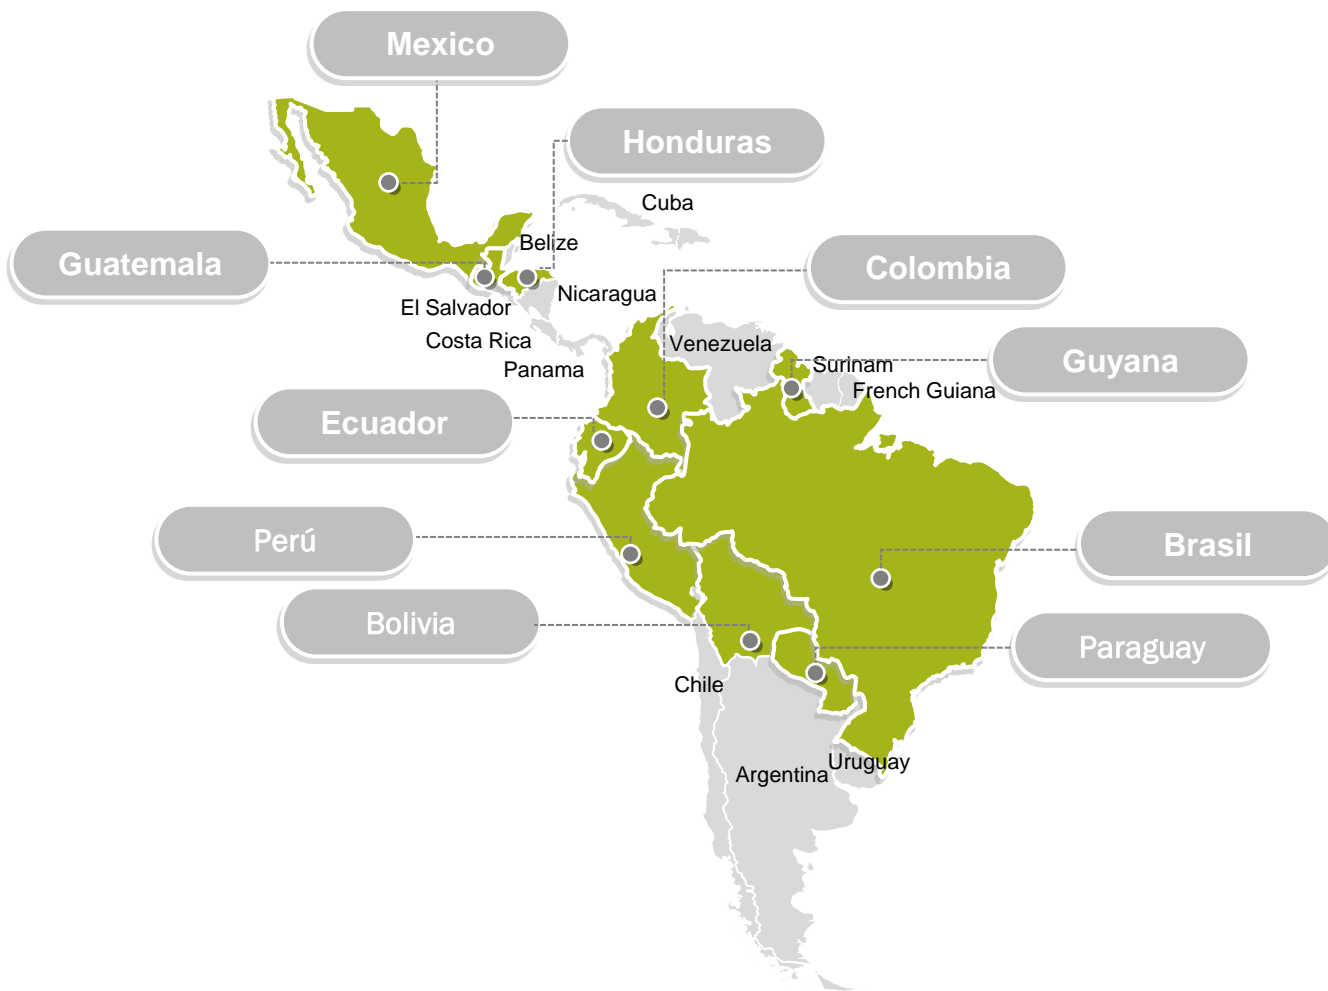 Mexico
Honduras
Cuba
Guatemala
Belize
Colombia
El Salvador
Nicaragua
Costa Rica
Venezuela
Panama
Surinam
Guyana
French Guiana
Ecuador
Perú
Brasil
Bolivia
Paraguay
Chile
Argentina
Uruguay